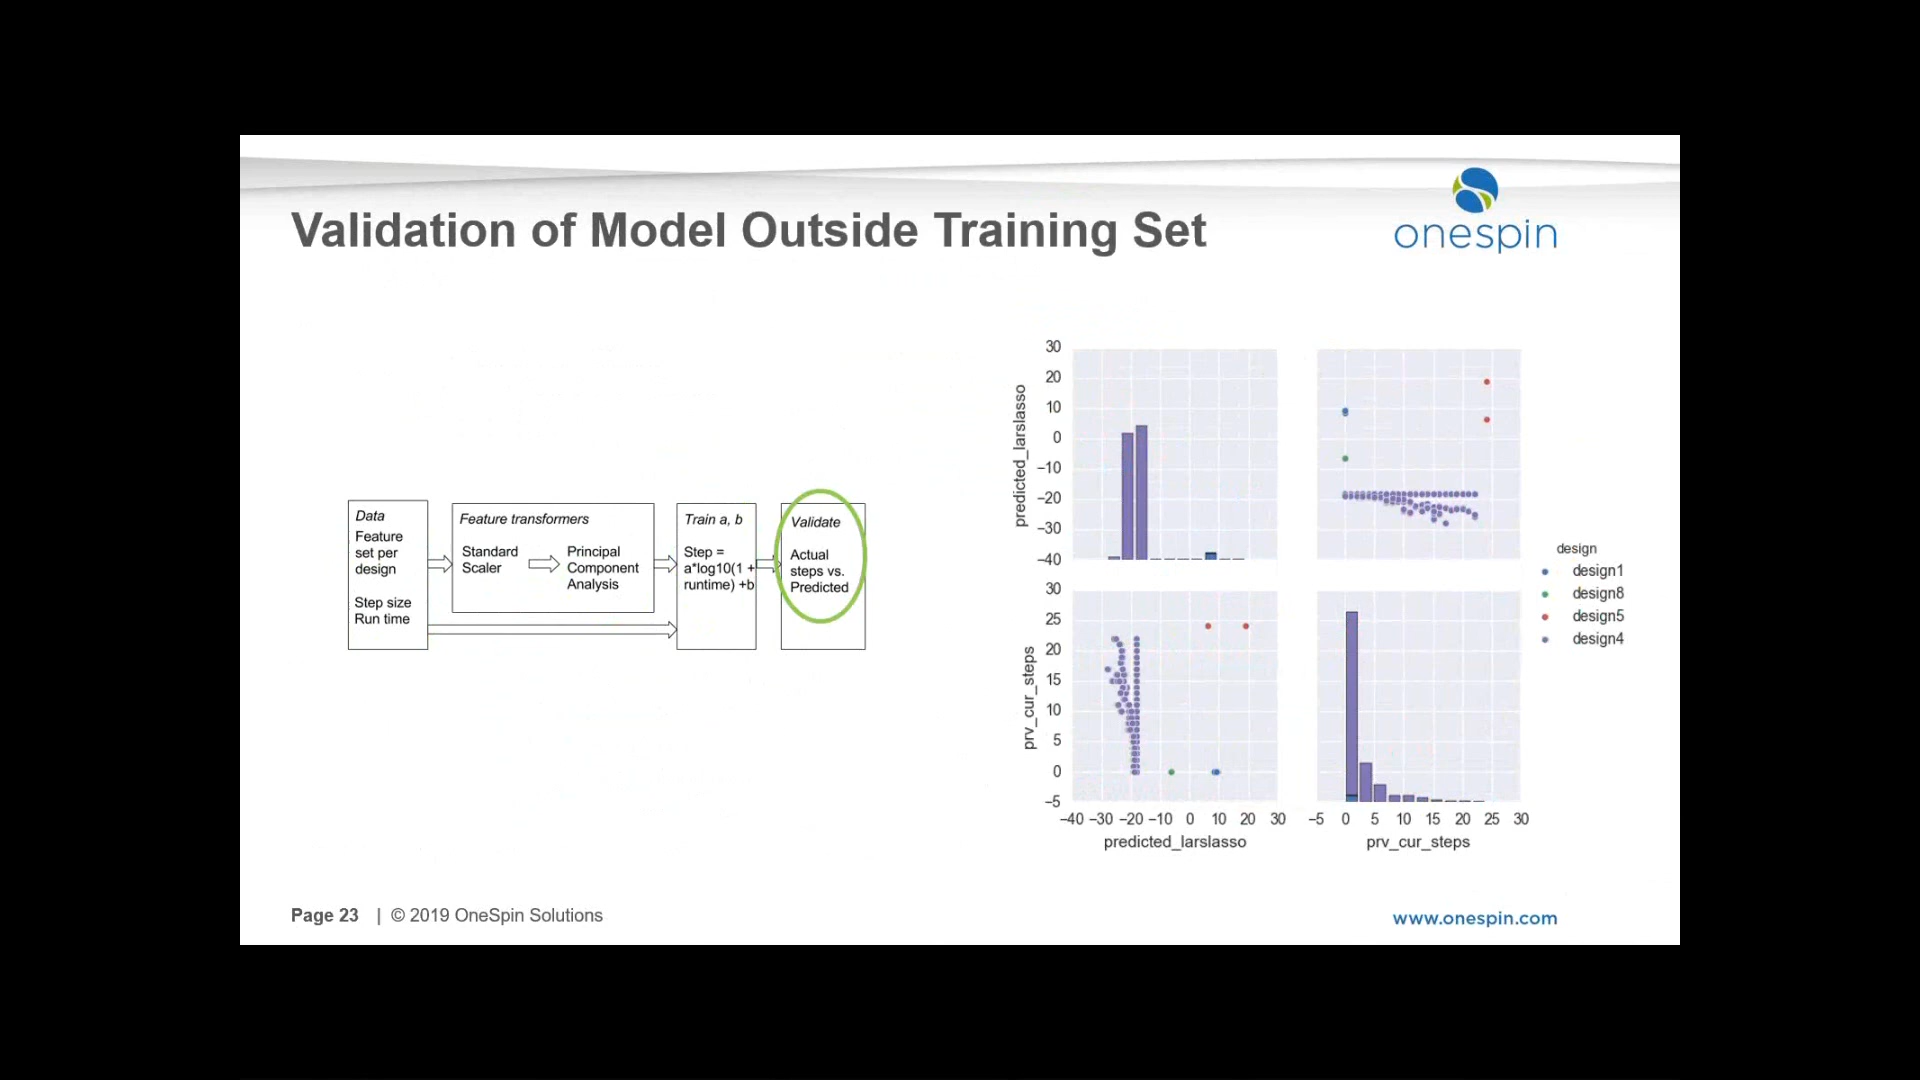 Validation of Model Outside Training Set
onespin
Data
Feature
set per
design
Step size
Run time
Feature transformers
Standard
Scaler
Principal
Component
Analysis
Train a, b
Step =
a*log10(1 +
runtime) +b
Validate
Actual
steps vs.
Predicted
30
20
10
0
−10
−20
−30
−40
predicted_larslasso
30
25
20
15
10
5
0
−5
prv_cur_steps
−40 −30 −20 −10 0 10 20 30
predicted_larslasso
−5 0 5 10 15 20 25 30
prv_cur_steps
design
design1
design8
design5
design4
Page 23 | © 2019 OneSpin Solutions
www.onespin.com